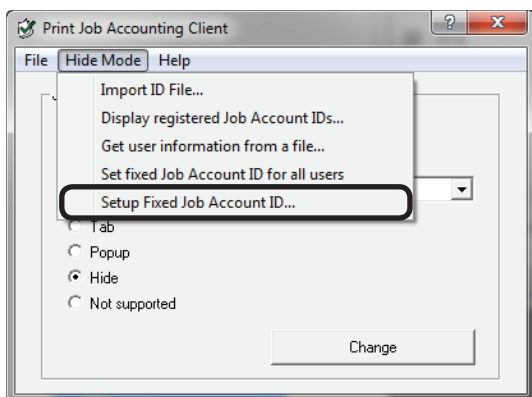 Print Job Accounting Client
File Hide Mode Help
Import ID File...
Display registered Job Account IDs...
Get user information from a file...
Set fixed Job Account ID for all users
Setup Fixed Job Account ID...
Tab
Popup
Hide
Not supported
Change